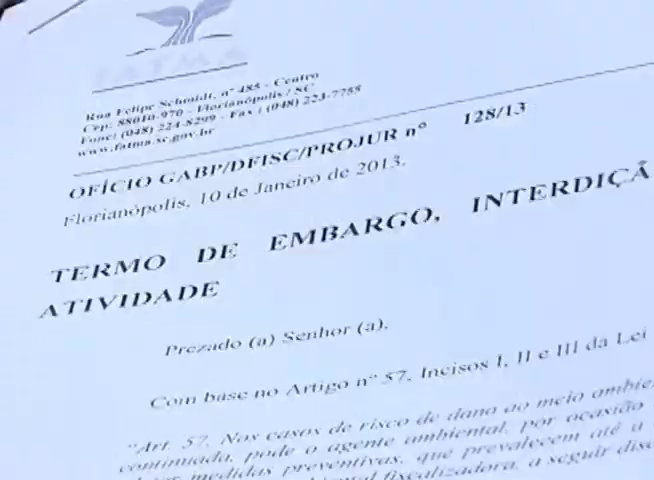 FATMA
Rua Felipe Schmidt, nº 485 - Centro
Cep: 88010-970 - Florianópolis / SC
Fone: (048) 224-8299 - Fax : (048) 223-7785
www.fatma.sc.gov.br
OFÍCIO GABP/DFISC/PROJUR nº 128/13
Florianópolis, 10 de Janeiro de 2013.
TERMO DE EMBARGO, INTERDIÇÃ
ATIVIDADE
Prezado (a) Senhor (a),
Com base no Artigo nº 57, Incisos I, II e III da Lei
"Art. 57. Nos casos de risco de dano ao meio ambie
continuada, pode o agente ambiental, por ocasião
medidas preventivas, que prevalecem até a
fiscalizadora, a seguir disc